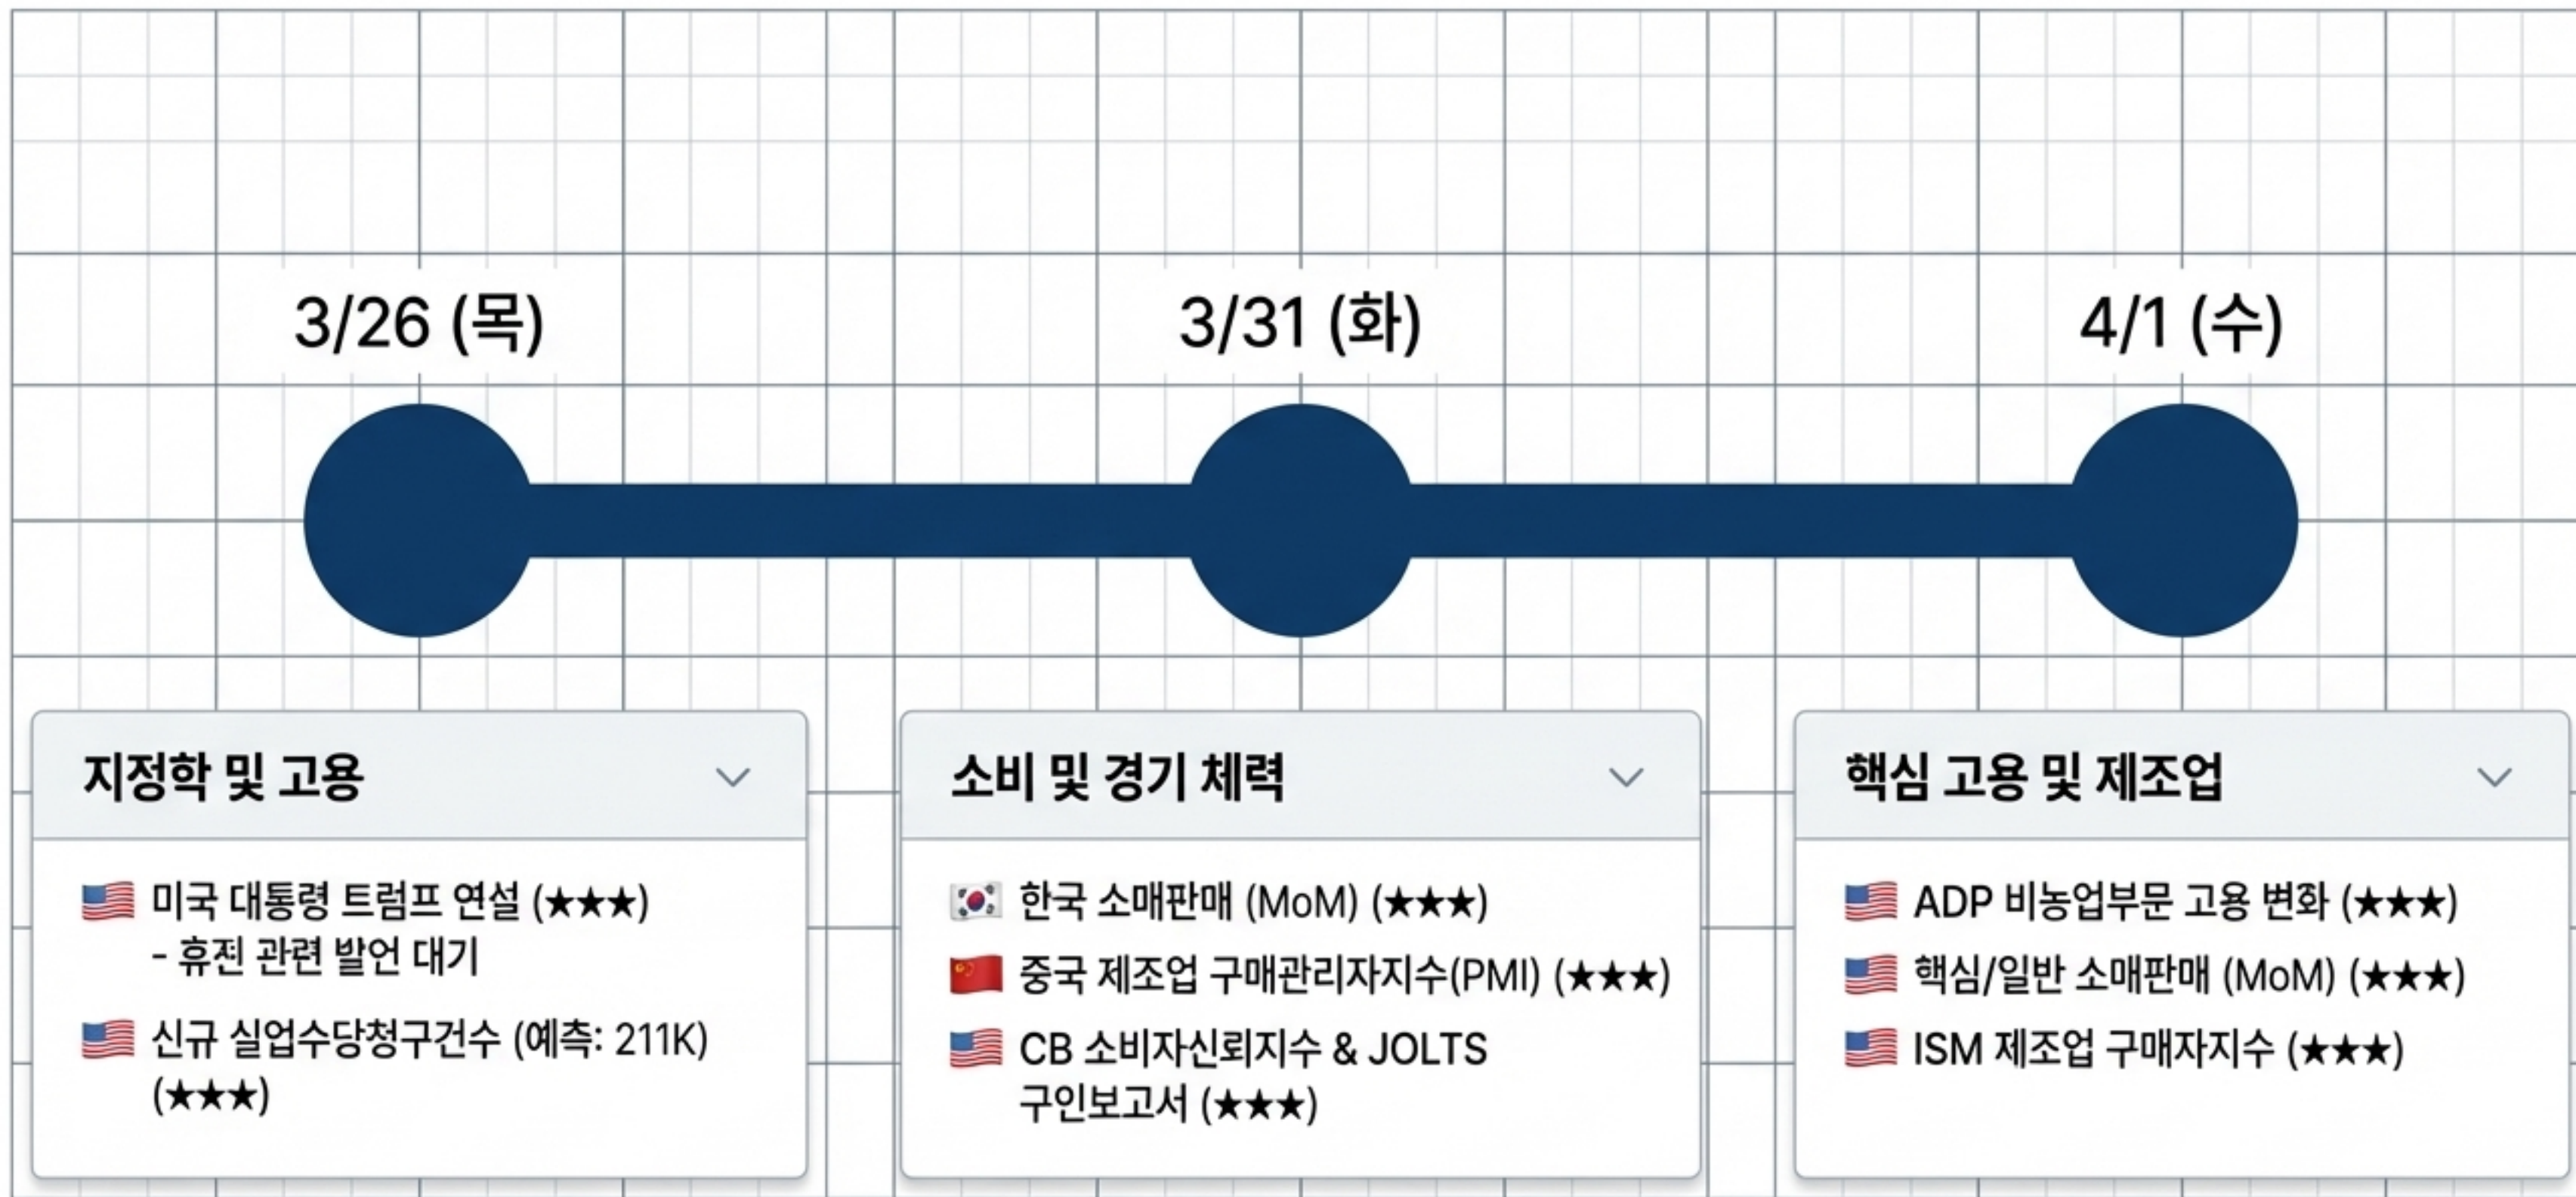 3/26 (목)
3/31 (화)
4/1 (수)
지정학 및 고용
미국 대통령 트럼프 연설 (★★★)
- 휴전 관련 발언 대기
신규 실업수당청구건수 (예측: 211K)
(★★★)
소비 및 경기 체력
한국 소매판매 (MoM) (★★★)
중국 제조업 구매관리자지수(PMI) (★★★)
CB 소비자신뢰지수 & JOLTS
구인보고서 (★★★)
핵심 고용 및 제조업
ADP 비농업부문 고용 변화 (★★★)
핵심/일반 소매판매 (MoM) (★★★)
ISM 제조업 구매자지수 (★★★)